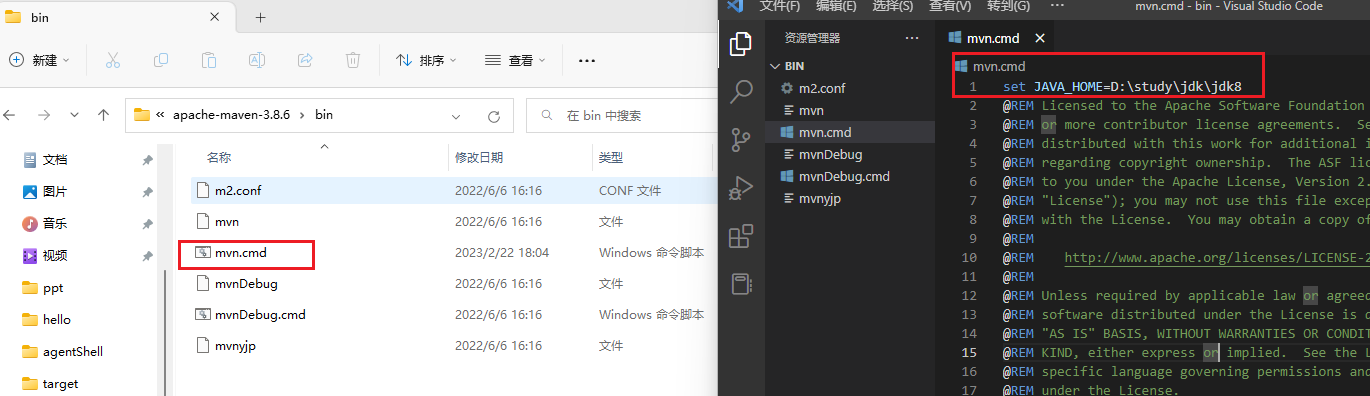 bin
新建
排序
查看
apache-maven-3.8.6
bin
在 bin 中搜索
文档
图片
音乐
视频
ppt
hello
agentShell
target
名称 修改日期 类型
m2.conf 2022/6/6 16:16 CONF 文件
mvn 2022/6/6 16:16 文件
mvn.cmd 2023/2/22 18:04 Windows 命令脚本
mvnDebug 2022/6/6 16:16 文件
mvnDebug.cmd 2022/6/6 16:16 Windows 命令脚本
mvnyjp 2022/6/6 16:16 文件
文件(F) 编辑(E) 选择(S) 查看(V) 转到(G) ··· mvn.cmd - bin - Visual Studio Code
资源管理器 ···
BIN
m2.conf
mvn
mvn.cmd
mvnDebug
mvnDebug.cmd
mvnyjp
mvn.cmd
mvn.cmd
1 set JAVA_HOME=D:\study\jdk\jdk8
2 @REM Licensed to the Apache Software Foundation
3 @REM or more contributor license agreements. Se
4 @REM distributed with this work for additional i
5 @REM regarding copyright ownership. The ASF lic
6 @REM to you under the Apache License, Version 2.
7 @REM "License"); you may not use this file excep
8 @REM with the License. You may obtain a copy of
9 @REM
10 @REM http://www.apache.org/licenses/LICENSE-2
11 @REM
12 @REM Unless required by applicable law or agreed
13 @REM software distributed under the License is d
14 @REM "AS IS" BASIS, WITHOUT WARRANTIES OR CONDIT
15 @REM KIND, either express or implied. See the L
16 @REM specific language governing permissions and
17 @REM under the License.